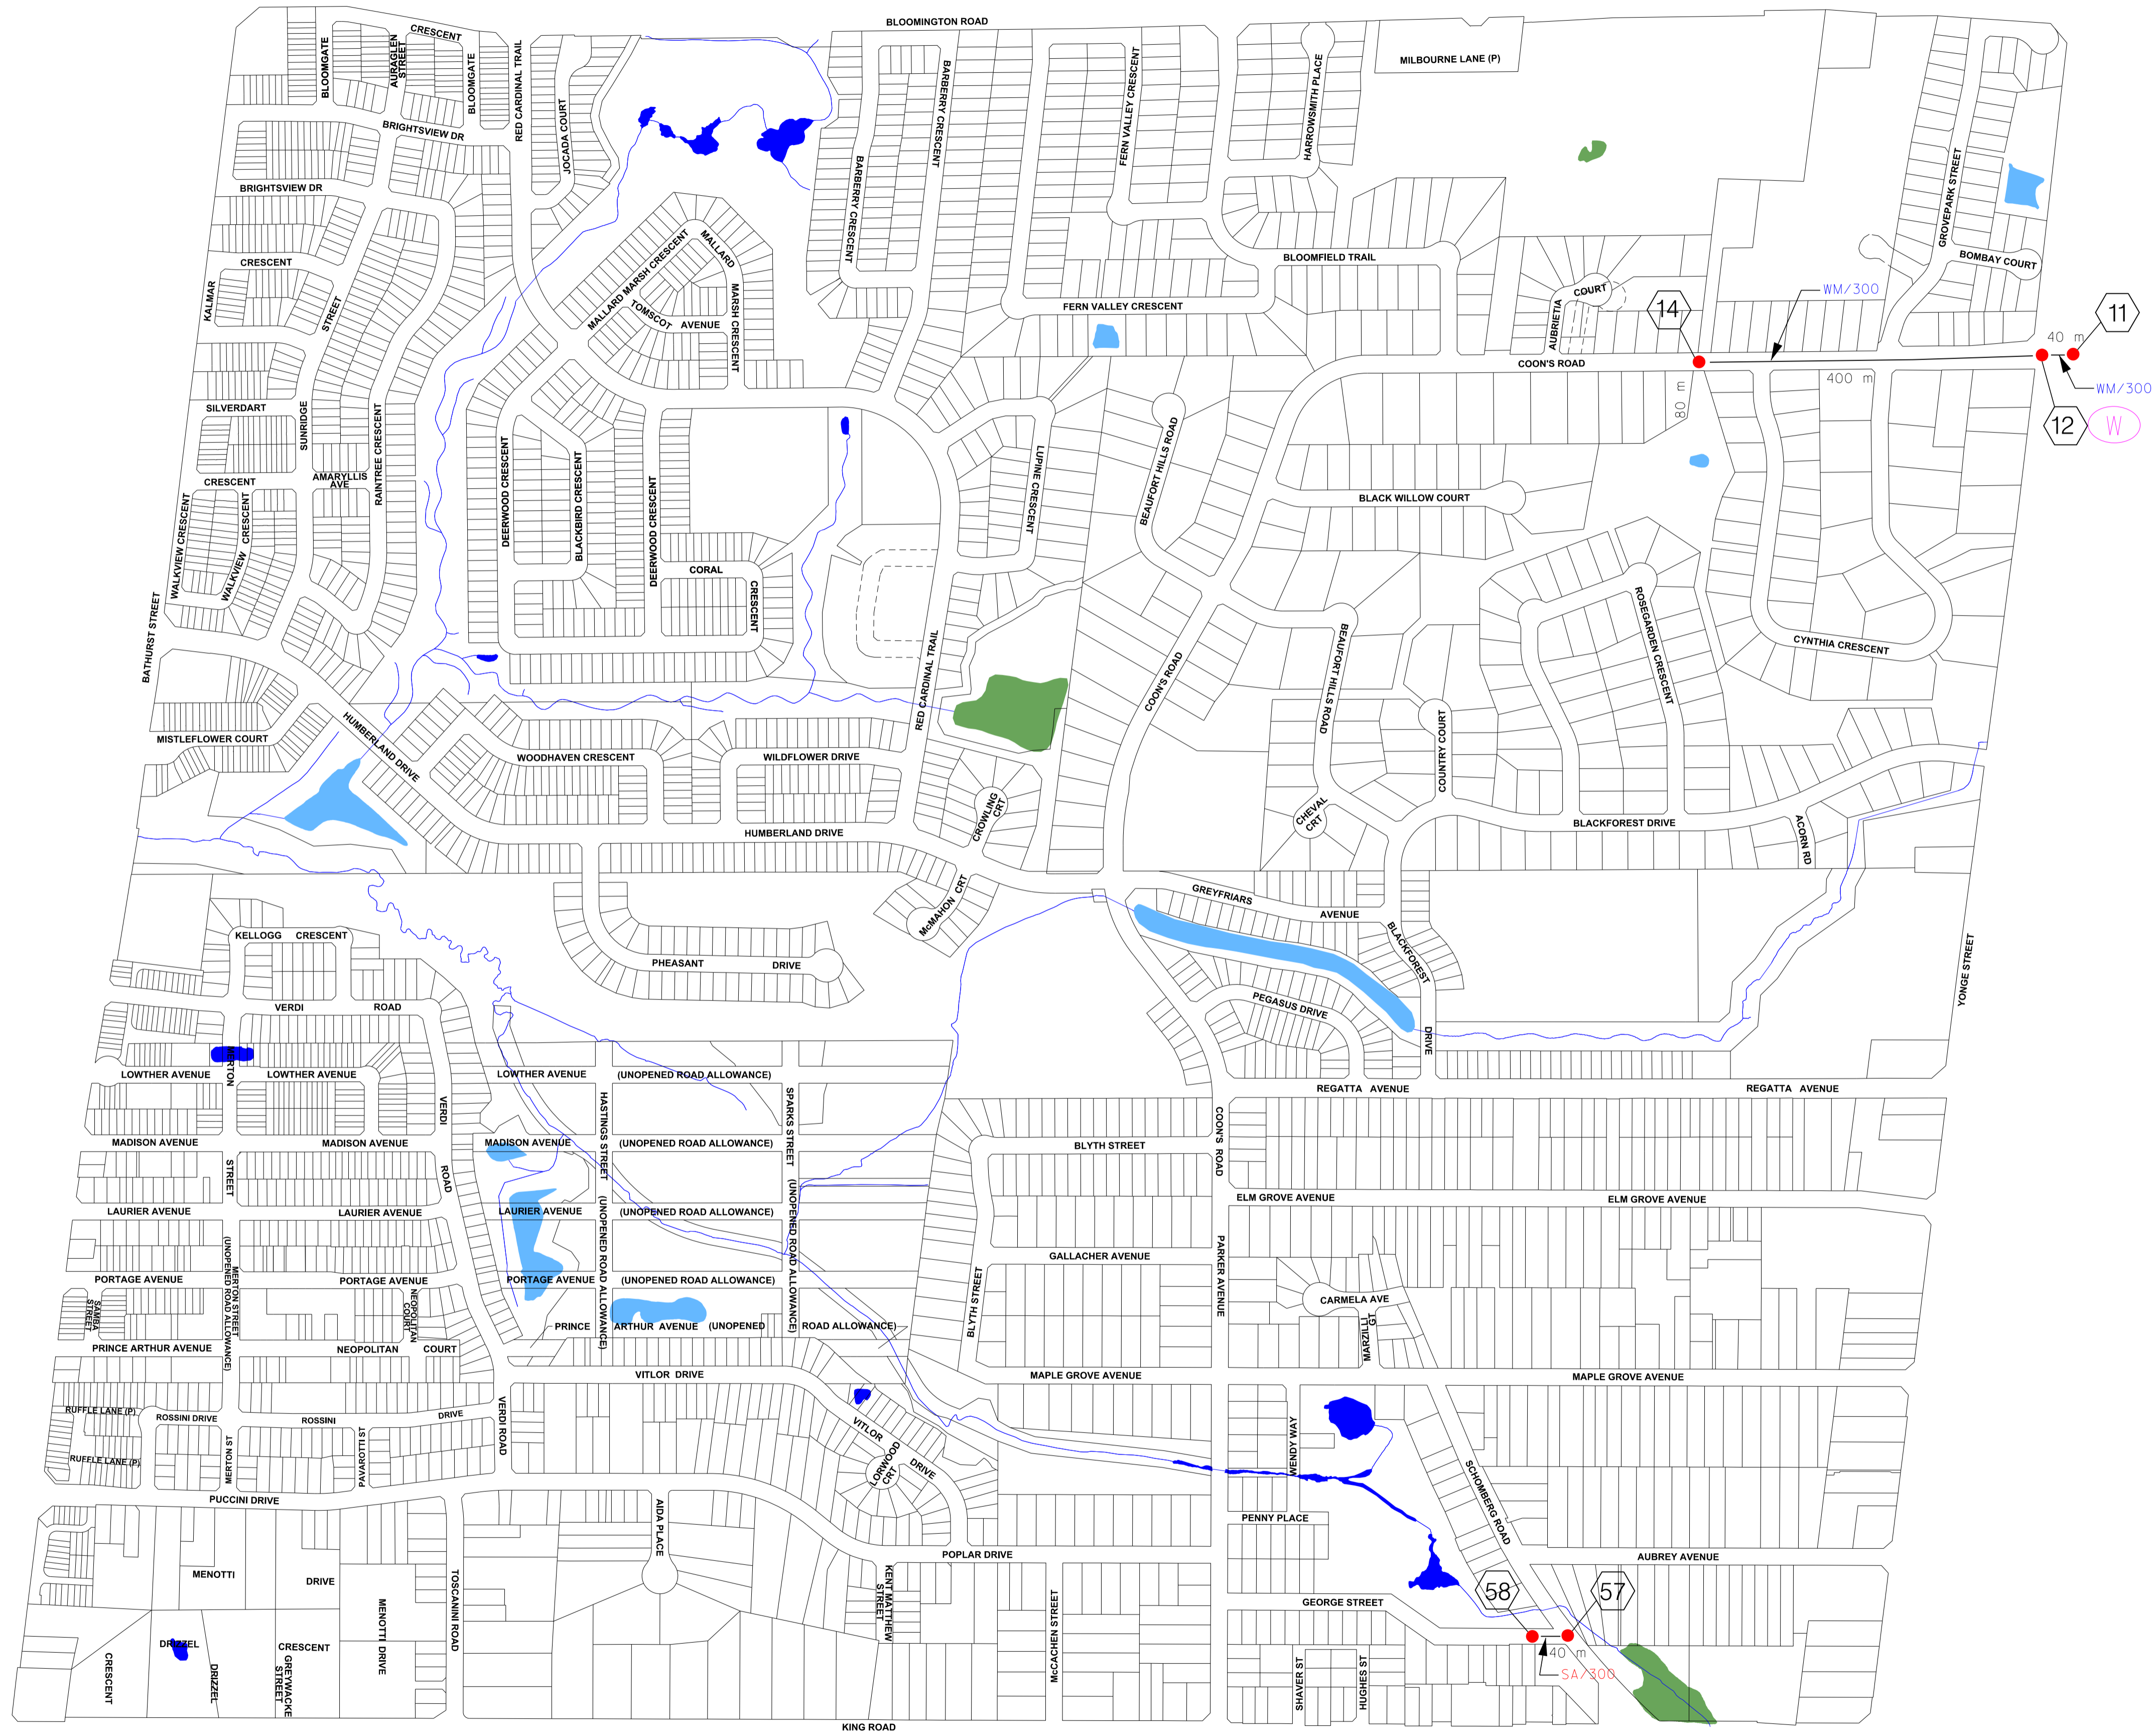 BLOOMINGTON ROAD
CRESCENT
BLOOMGATE
AURAGLEN
STREET
BLOOMGATE
RED CARDINAL TRAIL
JOCADA COURT
BARBERRY CRESCENT
FERN VALLEY CRESCENT
HARROWSMITH PLACE
MILBOURNE LANE (P)
BRIGHTSVIEW DR
BRIGHTSVIEW DR
BARBERRY CRESCENT
GROVEPARK STREET
BOMBAY COURT
MALLARD MARSH CRESCENT
MALLARD
MARSH CRESCENT
BLOOMFIELD TRAIL
CRESCENT
KALMAR
STREET
TOMSCOT AVENUE
FERN VALLEY CRESCENT
COURT
AUBRIETIA
14
WM/300
11
40 m
COON'S ROAD
400 m
80 m
WM/300
12
W
SILVERDART
SUNRIDGE
RAINTREE CRESCENT
DEERWOOD CRESCENT
BLACKBIRD CRESCENT
DEERWOOD CRESCENT
LUPINE CRESCENT
BEAUFORT HILLS ROAD
BLACK WILLOW COURT
CRESCENT
AMARYLLIS
AVE
WALKVIEW CRESCENT
WALKVIEW CRESCENT
CORAL
CRESCENT
BATHURST STREET
RED CARDINAL TRAIL
COON'S ROAD
BEAUFORT HILLS ROAD
ROSEGARDEN CRESCENT
CYNTHIA CRESCENT
MISTLEFLOWER COURT
HUMBERLAND DRIVE
WOODHAVEN CRESCENT
WILDFLOWER DRIVE
COUNTRY COURT
CROWLING
CRT
CHEVAL
CRT
HUMBERLAND DRIVE
BLACKFOREST DRIVE
ACORN RD
McMAHON CRT
GREYFRIARS
AVENUE
BLACKFOREST
DRIVE
KELLOGG CRESCENT
PHEASANT DRIVE
YONGE STREET
VERDI ROAD
PEGASUS DRIVE
LOWTHER AVENUE
MERTON
LOWTHER AVENUE
LOWTHER AVENUE
(UNOPENED ROAD ALLOWANCE)
REGATTA AVENUE
REGATTA AVENUE
VERDI
ROAD
HASTINGS STREET
(UNOPENED ROAD ALLOWANCE)
SPARKS STREET
(UNOPENED ROAD ALLOWANCE)
COON'S ROAD
MADISON AVENUE
MADISON AVENUE
MADISON AVENUE
(UNOPENED ROAD ALLOWANCE)
BLYTH STREET
STREET
LAURIER AVENUE
LAURIER AVENUE
LAURIER AVENUE
(UNOPENED ROAD ALLOWANCE)
ELM GROVE AVENUE
ELM GROVE AVENUE
GALLACHER AVENUE
PARKER AVENUE
MERTON STREET
(UNOPENED ROAD ALLOWANCE)
PORTAGE AVENUE
PORTAGE AVENUE
PORTAGE AVENUE
(UNOPENED ROAD ALLOWANCE)
BLYTH STREET
CARMELA AVE
SAMBA
STREET
NEOPOLITAN
COURT
PRINCE ARTHUR AVENUE (UNOPENED ROAD ALLOWANCE)
G.T.
MARZILLI
PRINCE ARTHUR AVENUE
NEOPOLITAN COURT
VITLOR DRIVE
MAPLE GROVE AVENUE
MAPLE GROVE AVENUE
RUFFLE LANE (P)
ROSSINI DRIVE
ROSSINI DRIVE
VERDI ROAD
VITLOR
DRIVE
WENDY WAY
RUFFLE LANE (P)
MERTON ST
PAVAROTTI ST
LORWOOD
CRT
SCHOMBERG ROAD
PUCCINI DRIVE
AIDA PLACE
PENNY PLACE
POPLAR DRIVE
AUBREY AVENUE
MENOTTI
DRIVE
MENOTTI DRIVE
TOSCANINI ROAD
KENT MATTHEW
STREET
McCACHEN STREET
GEORGE STREET
58
57
40 m
SA/300
DRIZZEL
CRESCENT
CRESCENT
DRIZZEL
GREYWACKE
STREET
SHAVER ST
HUGHES ST
KING ROAD